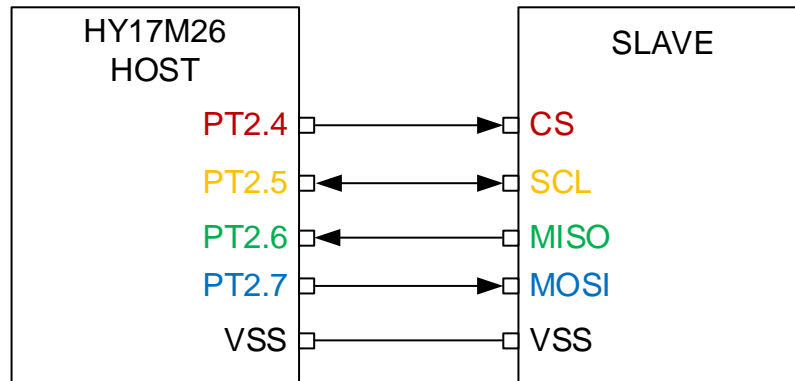 HY17M26
HOST
SLAVE
PT2.4
CS
PT2.5
SCL
PT2.6
MISO
PT2.7
MOSI
VSS
VSS